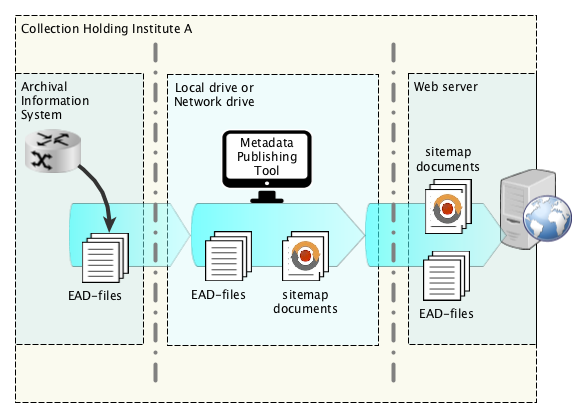 Collection Holding Institute A
Archival
Information
System
EAD-files
Local drive or
Network drive
Metadata
Publishing
Tool
EAD-files
sitemap
documents
Web server
sitemap
documents
EAD-files